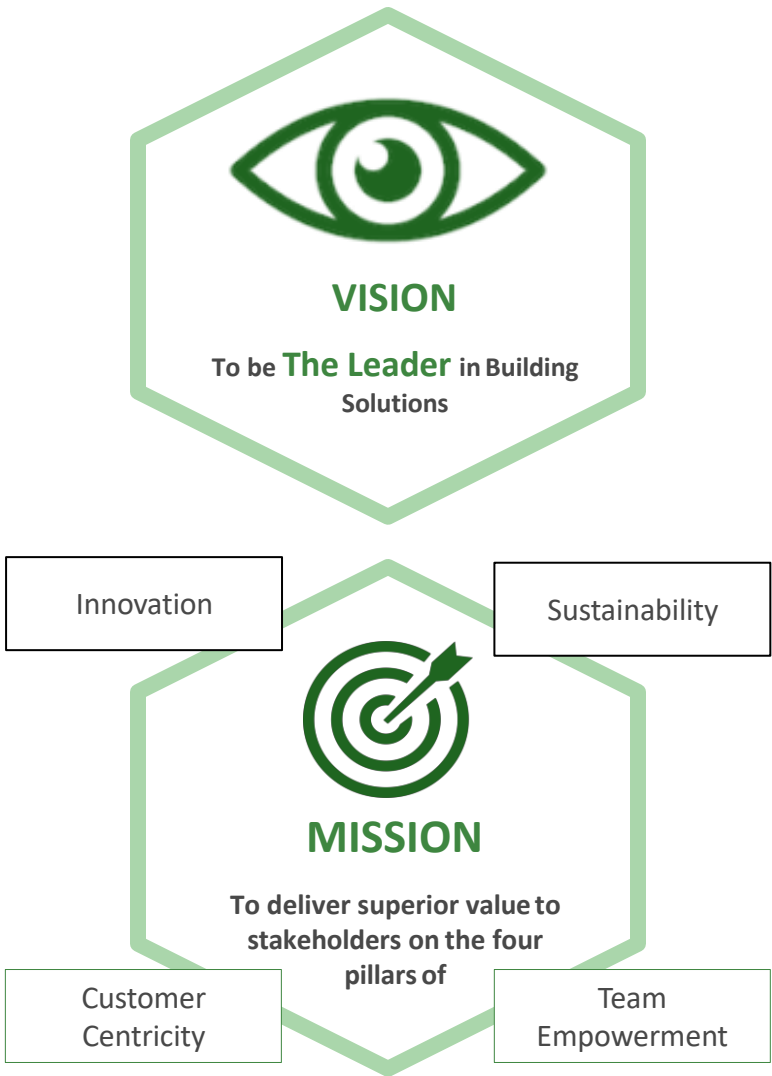 VISION
To be The Leader in Building
Solutions
Innovation
Sustainability
MISSION
To deliver superior value to
stakeholders on the four
pillars of
Customer
Centricity
Team
Empowerment